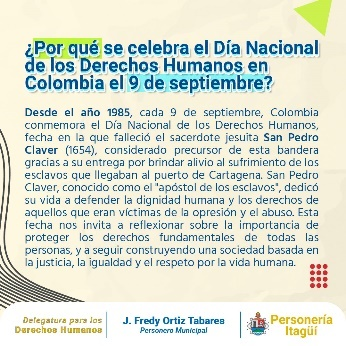 ¿Por qué se celebra el Día Nacional
de los Derechos Humanos en
Colombia el 9 de septiembre?
Desde el año 1985, cada 9 de septiembre, Colombia
conmemora el Día Nacional de los Derechos Humanos,
fecha en la que falleció el sacerdote jesuita San Pedro
Claver (1654), considerado precursor de esta bandera
gracias a su entrega por brindar alivio al sufrimiento de los
esclavos que llegaban al puerto de Cartagena. San Pedro
Claver, conocido como el "apóstol de los esclavos", dedicó
su vida a defender la dignidad humana y los derechos de
aquellos que eran víctimas de la opresión y el abuso. Esta
fecha nos invita a reflexionar sobre la importancia de
proteger los derechos fundamentales de todas las
personas, y a seguir construyendo una sociedad basada en
la justicia, la igualdad y el respeto por la vida humana.
Delegatura para los
Derechos Humanos
J. Fredy Ortiz Tabarea
Personero Municipal
Personería
Itagüí